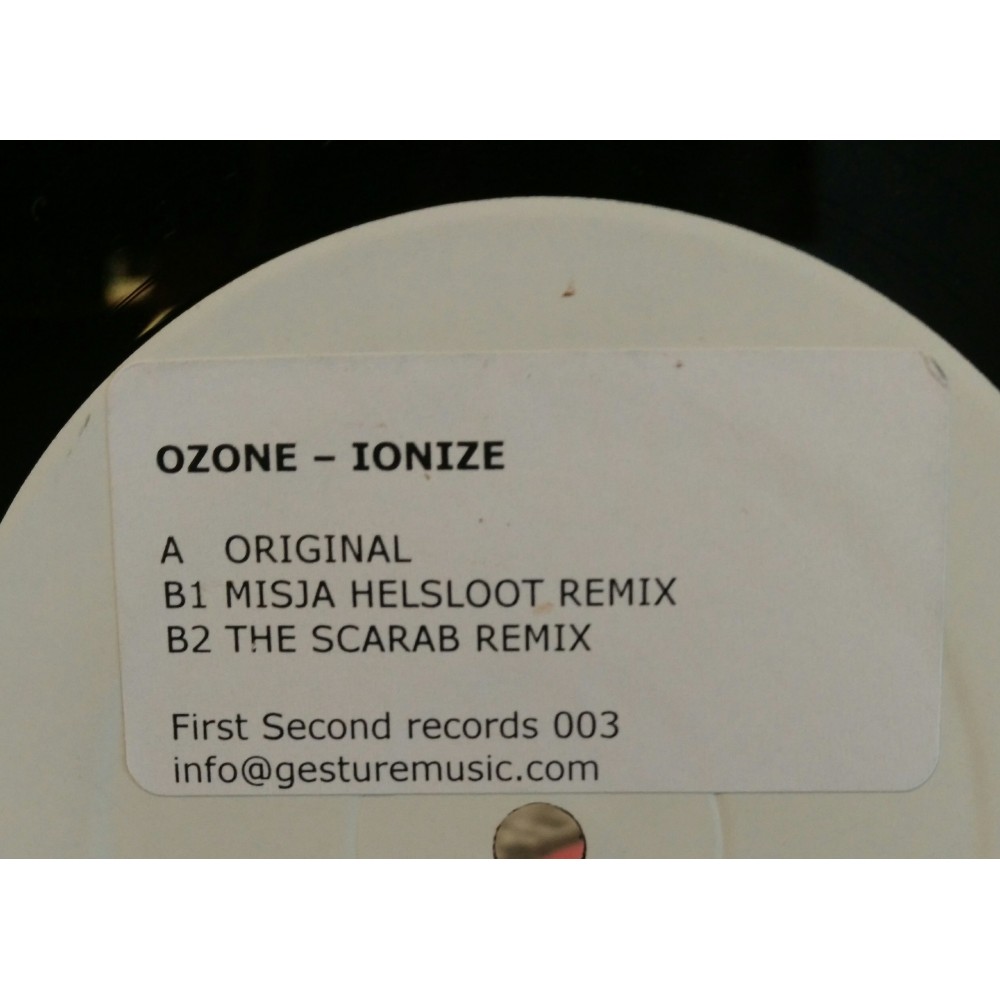 OZONE – IONIZE
A ORIGINAL
B1 MISJA HELSLOOT REMIX
B2 THE SCARAB REMIX
First Second records 003
info@gesturemusic.com